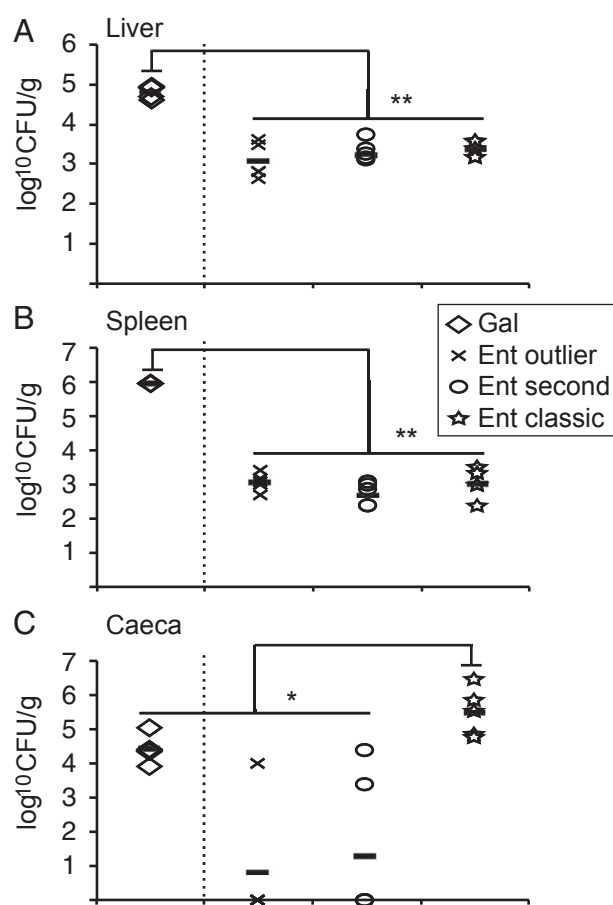 A Liver
log10CFU/g
6
5
4
3
2
1
**
B Spleen
log10CFU/g
7
6
5
4
3
2
1
**
Gal
Ent outlier
Ent second
Ent classic
C Caeca
log10CFU/g
7
6
5
4
3
2
1
*